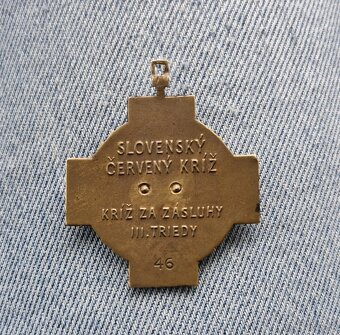 SLOVENSKÝ
ČERVENÝ KRÍŽ
KRÍŽ ZA ZÁSLUHY
III. TRIEDY
46